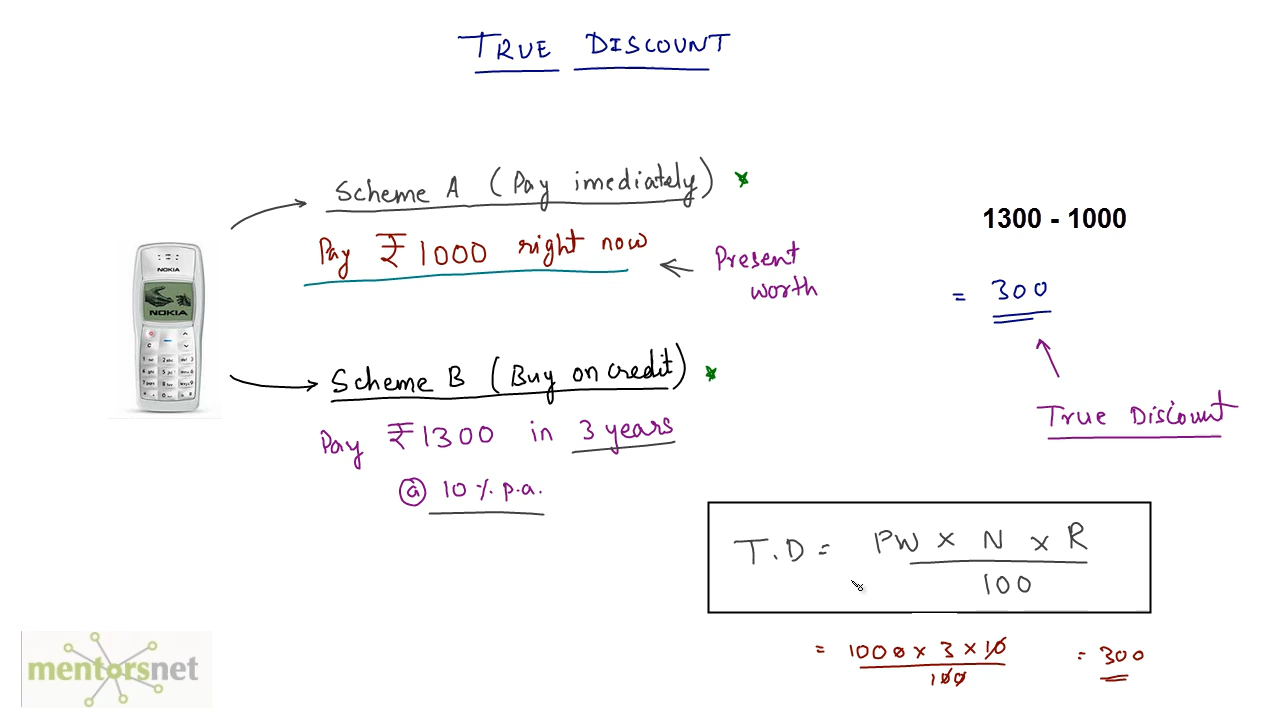 TRUE DISCOUNT
Scheme A (Pay imediately)
Pay ₹1000 right now
Present
worth
1300 - 1000
= 300
True Discount
NOKIA
NOKIA
Scheme B (Buy on credit)
Pay ₹1300 in 3 years
@ 10% p.a.
T.D = PW x N x R
100
= 1000 x 3 x 10
100
= 300
mentorsnet